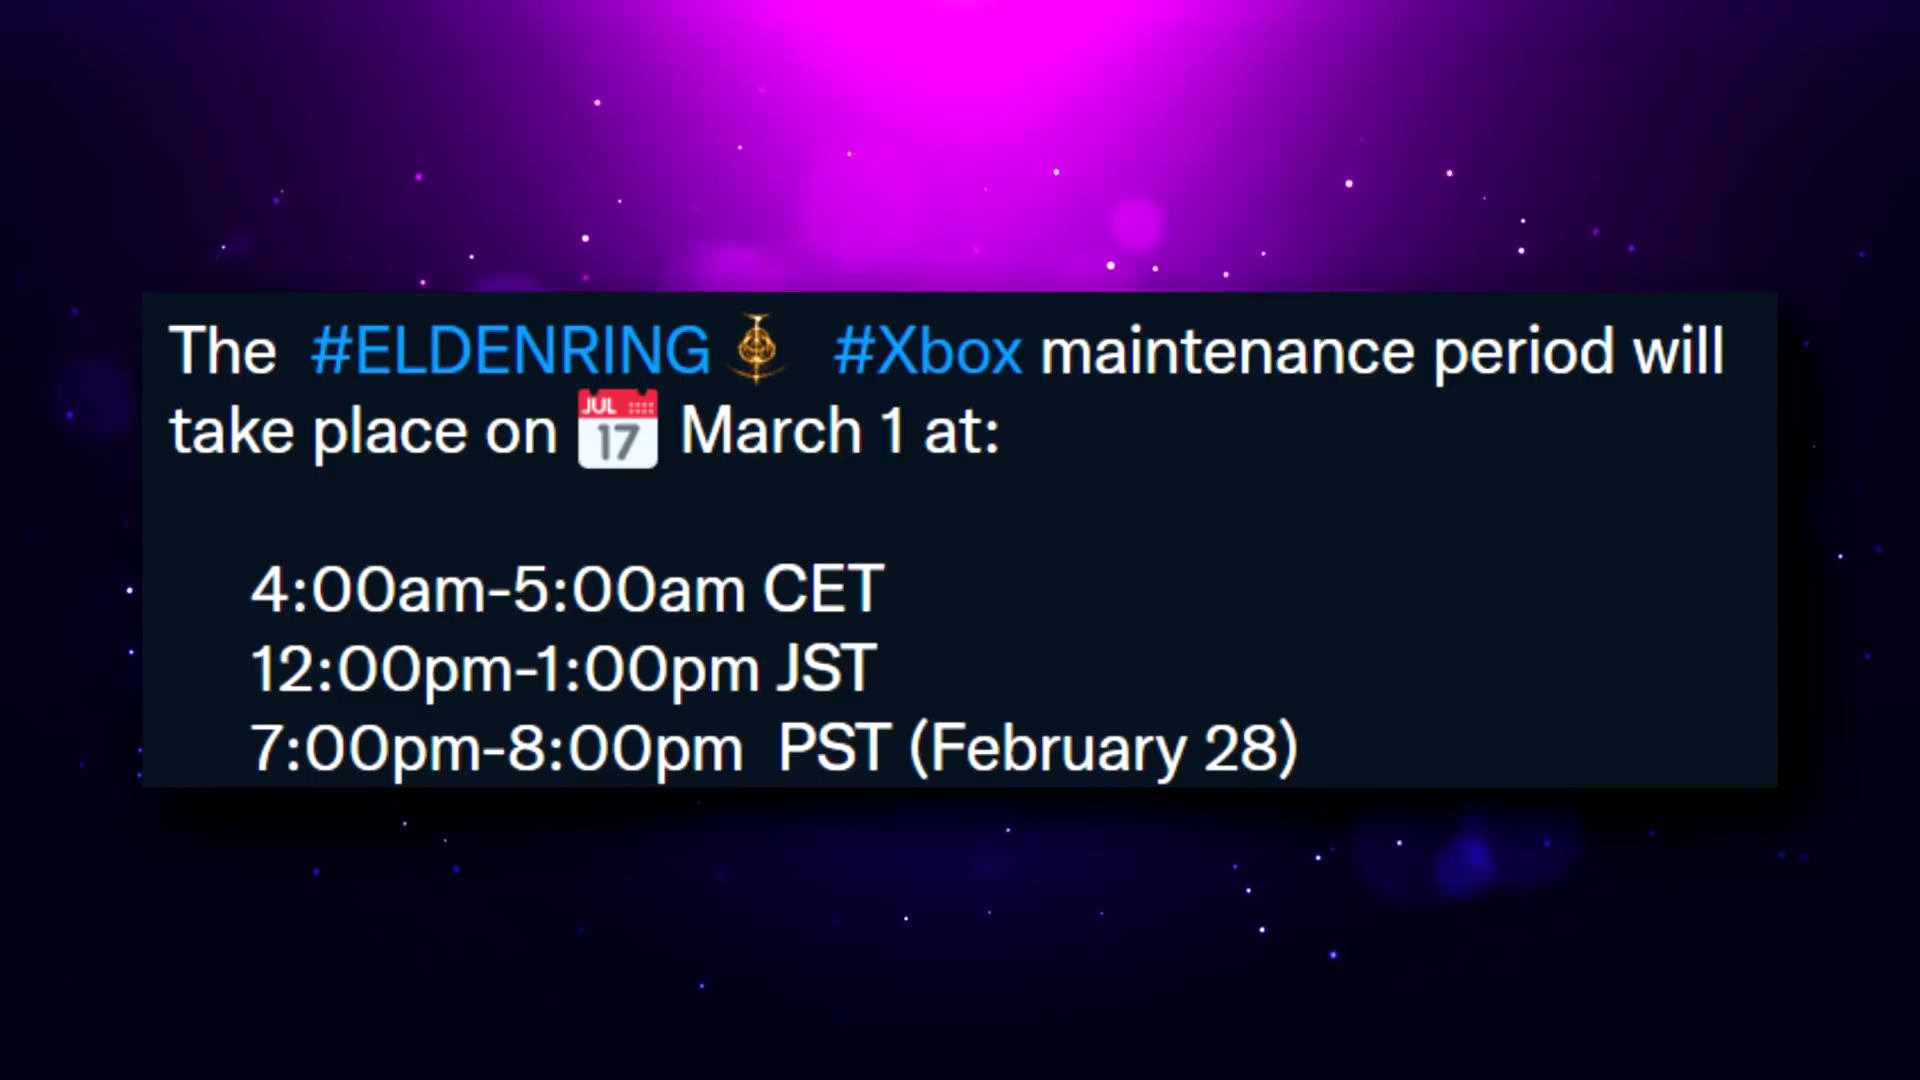 The #ELDENRING #Xbox maintenance period will
take place on JUL 17 March 1 at:
4:00am-5:00am CET
12:00pm-1:00pm JST
7:00pm-8:00pm PST (February 28)